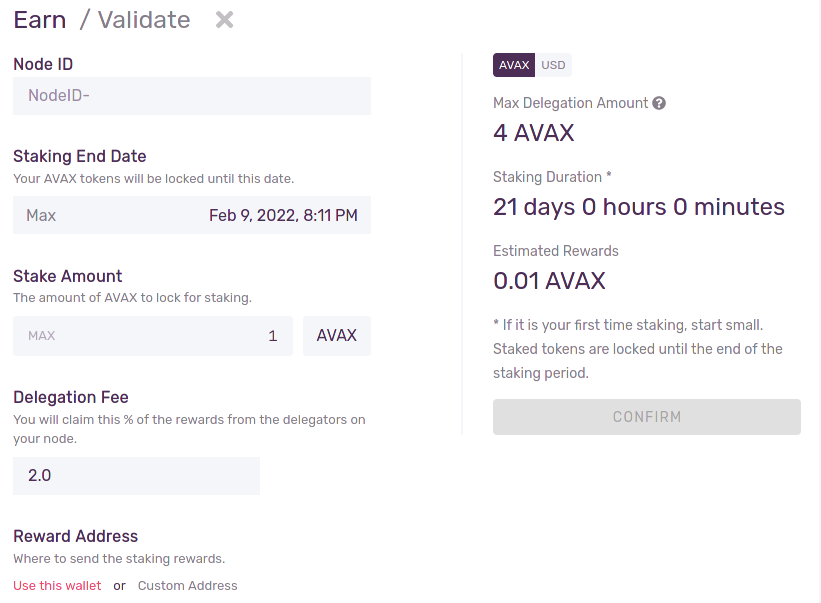 Earn / Validate
Node ID
NodeID-
Staking End Date
Your AVAX tokens will be locked until this date.
Max Feb 9, 2022, 8:11 PM
Stake Amount
The amount of AVAX to lock for staking.
MAX 1 AVAX
Delegation Fee
You will claim this % of the rewards from the delegators on
your node.
2.0
Reward Address
Where to send the staking rewards.
Use this wallet or Custom Address
AVAX USD
Max Delegation Amount ?
4 AVAX
Staking Duration *
21 days 0 hours 0 minutes
Estimated Rewards
0.01 AVAX
* If it is your first time staking, start small.
Staked tokens are locked until the end of the
staking period.
CONFIRM